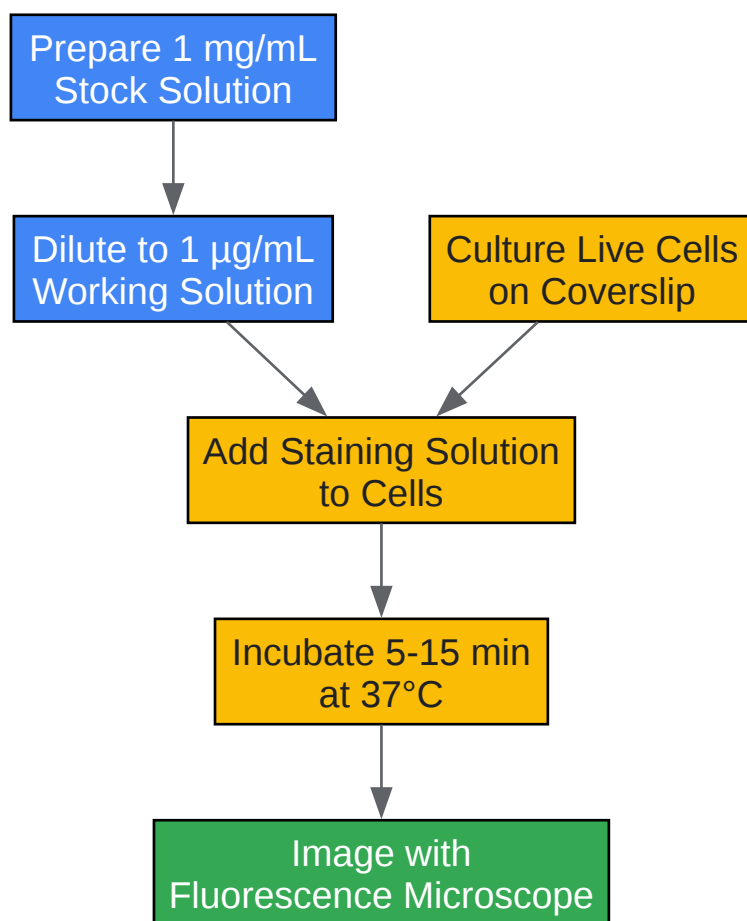 Prepare 1 mg/mL
Stock Solution
Dilute to 1 µg/mL
Working Solution
Culture Live Cells
on Coverslip
Add Staining Solution
to Cells
Incubate 5-15 min
at 37°C
Image with
Fluorescence Microscope